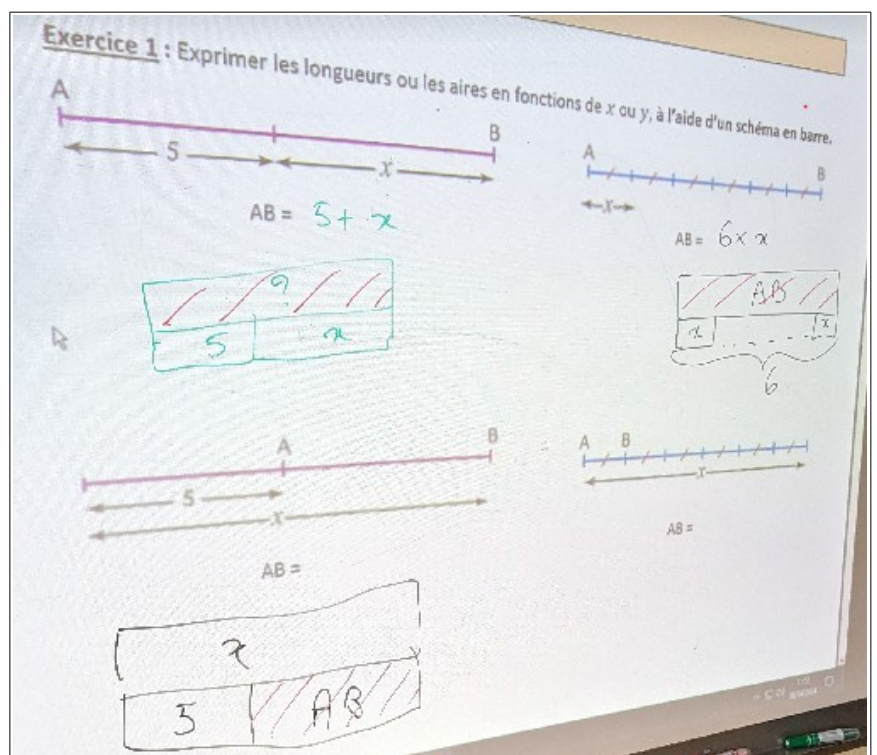 Exercice 1 : Exprimer les longueurs ou les aires en fonctions de x ou y, à l'aide d'un schéma en barre.
A
B
5
x
AB = 5 + x
?
5
x
A
B
x
AB = 6 × x
AB
x
x
6
A
B
5
x
AB =
x
5
AB
A
B
x
AB =